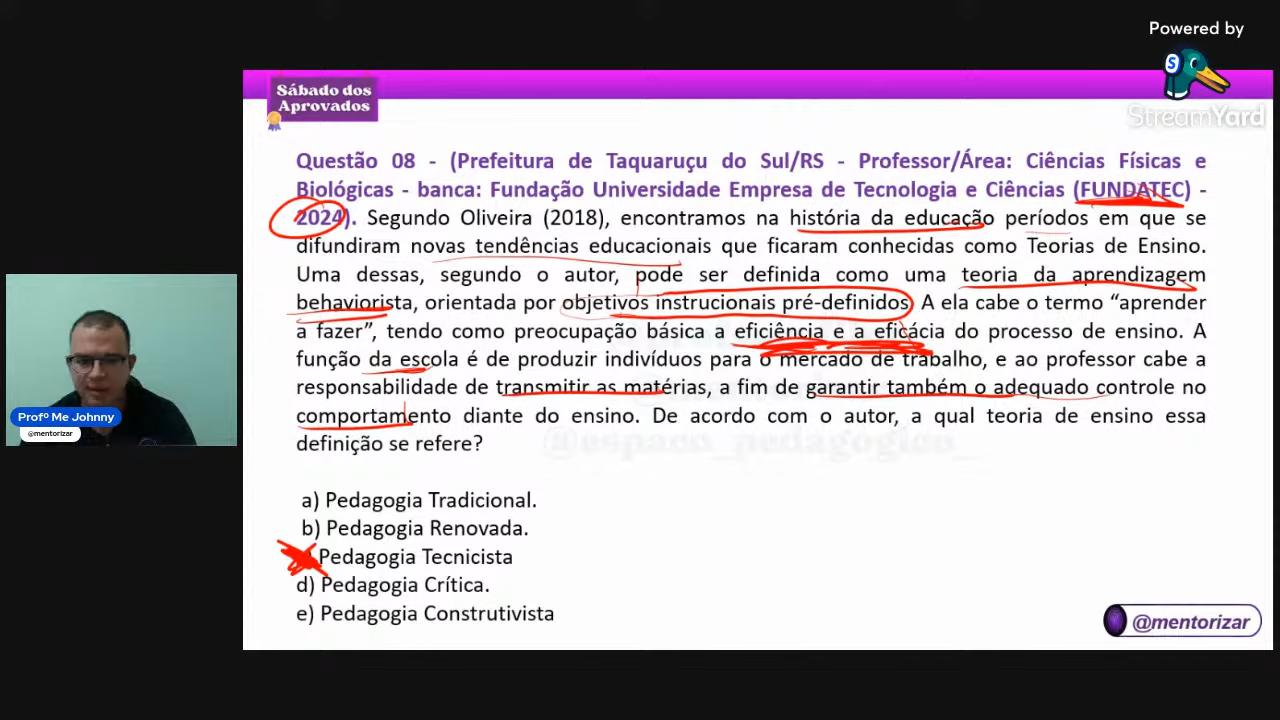 Powered by
S
StreamYard
Sábado dos
Aprovados
Questão 08 - (Prefeitura de Taquaruçu do Sul/RS - Professor/Área: Ciências Físicas e
Biológicas - banca: Fundação Universidade Empresa de Tecnologia e Ciências (FUNDATEC) -
2024). Segundo Oliveira (2018), encontramos na história da educação períodos em que se
difundiram novas tendências educacionais que ficaram conhecidas como Teorias de Ensino.
Uma dessas, segundo o autor, pode ser definida como uma teoria da aprendizagem
behaviorista, orientada por objetivos instrucionais pré-definidos. A ela cabe o termo “aprender
a fazer”, tendo como preocupação básica a eficiência e a eficácia do processo de ensino. A
função da escola é de produzir indivíduos para o mercado de trabalho, e ao professor cabe a
responsabilidade de transmitir as matérias, a fim de garantir também o adequado controle no
comportamento diante do ensino. De acordo com o autor, a qual teoria de ensino essa
definição se refere?
@espaco_pedagogico_
a) Pedagogia Tradicional.
b) Pedagogia Renovada.
) Pedagogia Tecnicista
d) Pedagogia Crítica.
e) Pedagogia Construtivista
Profº Me Johnny
@mentorizar
@mentorizar